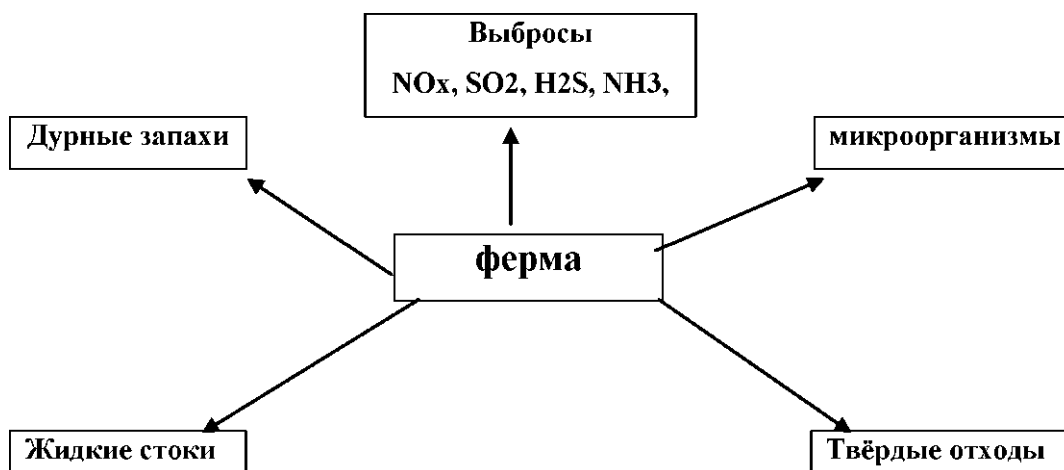 Выбросы
NOx, SO2, H2S, NH3,
Дурные запахи
микроорганизмы
ферма
Жидкие стоки
Твёрдые отходы